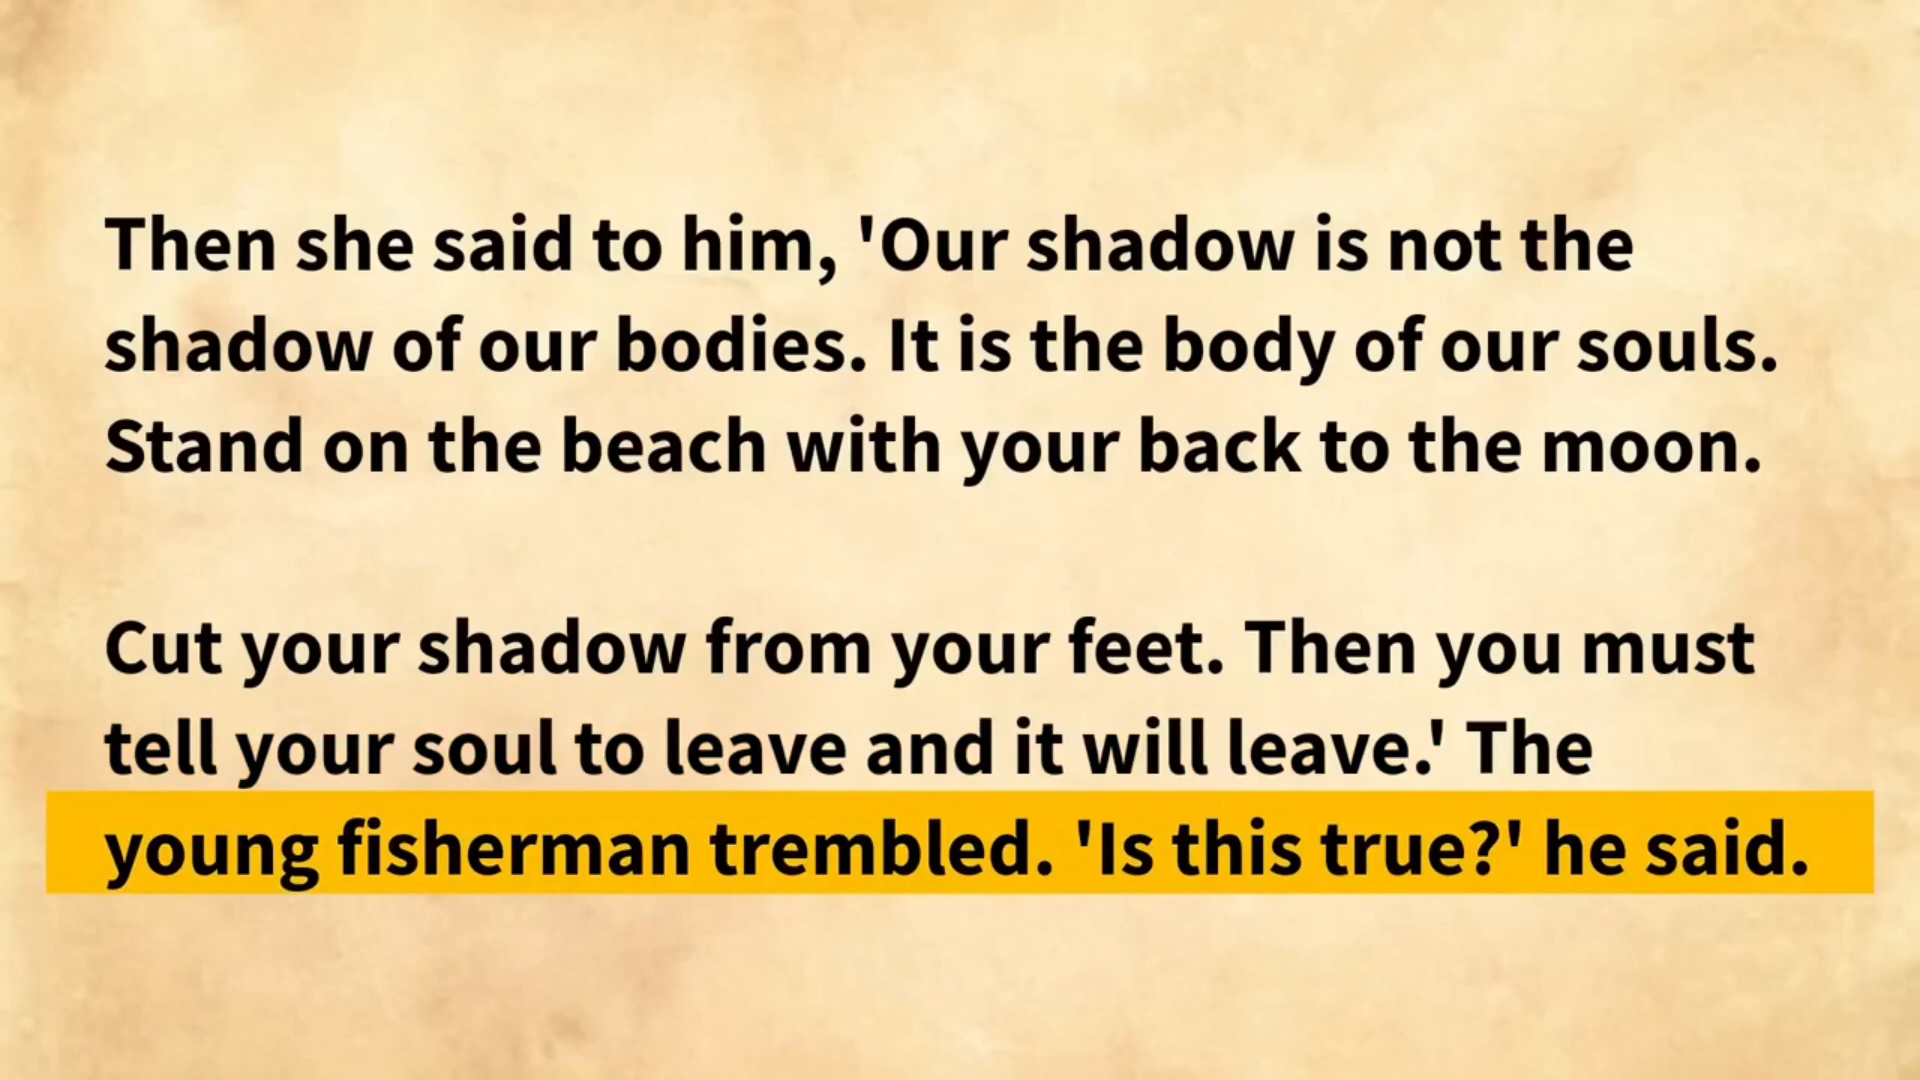 Then she said to him, 'Our shadow is not the
shadow of our bodies. It is the body of our souls.
Stand on the beach with your back to the moon.
Cut your shadow from your feet. Then you must
tell your soul to leave and it will leave.' The
young fisherman trembled. 'Is this true?' he said.